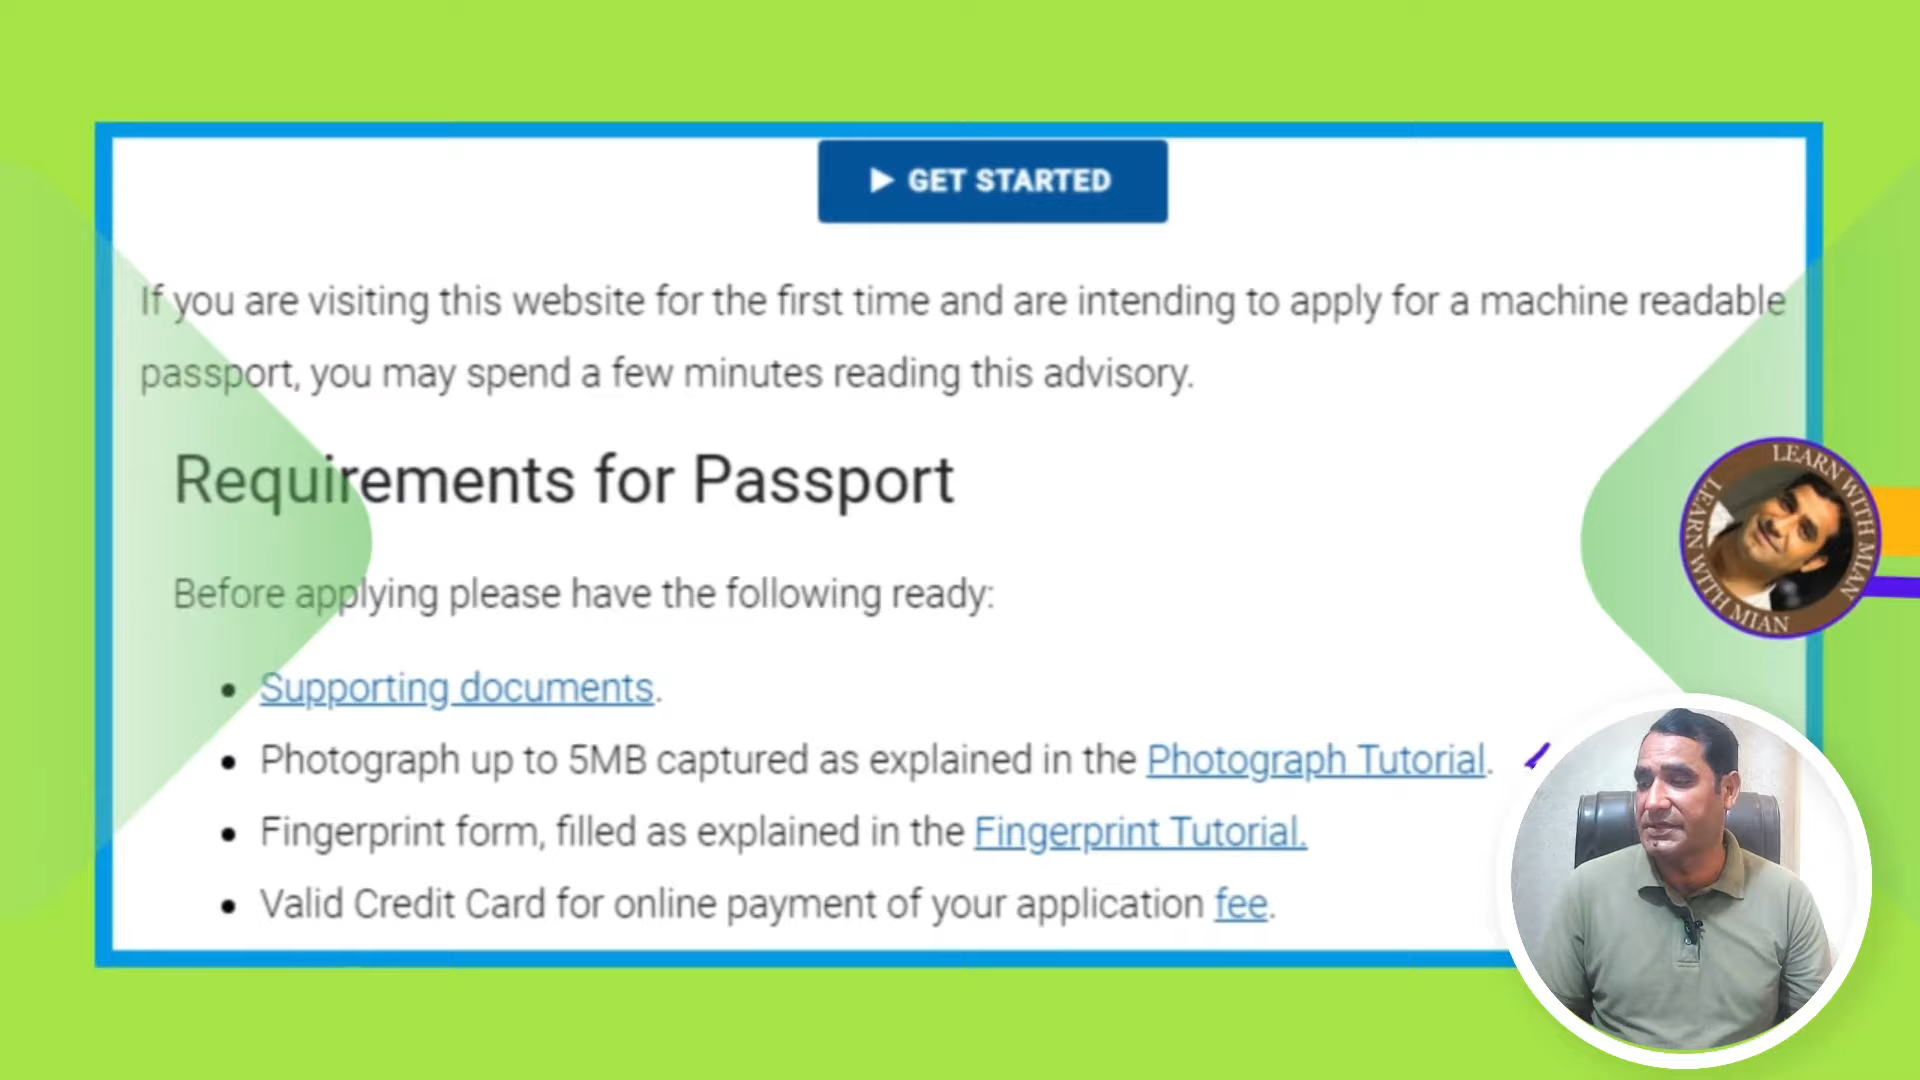 GET STARTED
If you are visiting this website for the first time and are intending to apply for a machine readable
passport, you may spend a few minutes reading this advisory.
Requirements for Passport
Before applying please have the following ready:
Supporting documents.
Photograph up to 5MB captured as explained in the Photograph Tutorial.
Fingerprint form, filled as explained in the Fingerprint Tutorial.
Valid Credit Card for online payment of your application fee.
LEARN WITH MIAN
LEARN WITH MIAN